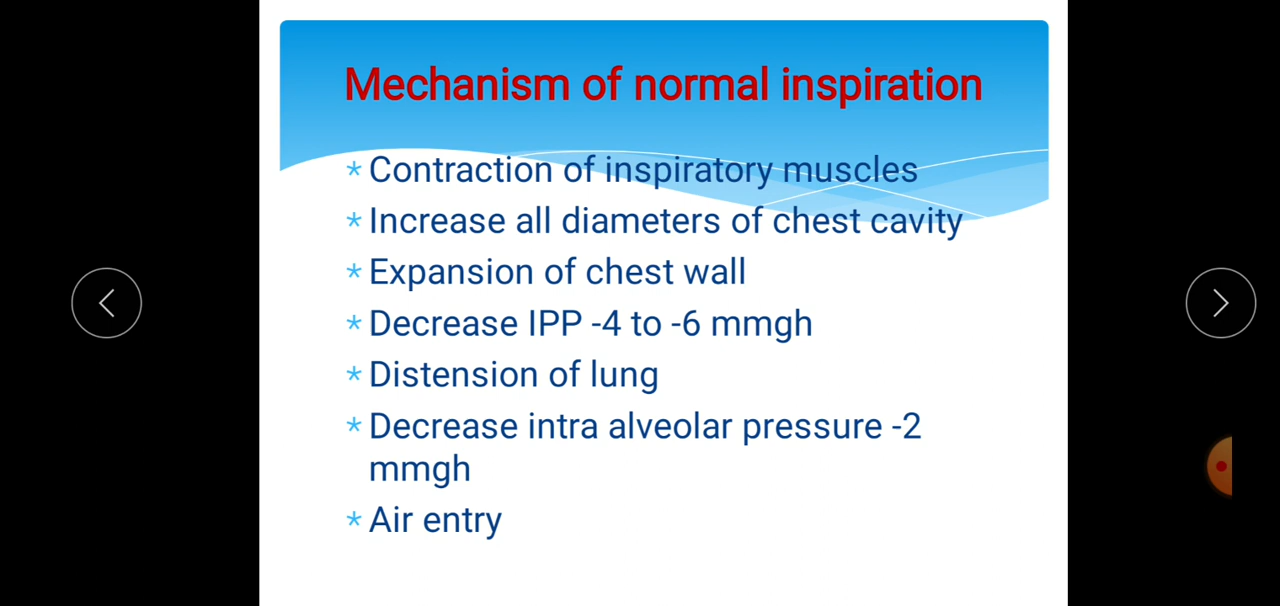 Mechanism of normal inspiration
* Contraction of inspiratory muscles
* Increase all diameters of chest cavity
* Expansion of chest wall
* Decrease IPP -4 to -6 mmgh
* Distension of lung
* Decrease intra alveolar pressure -2
mmgh
* Air entry